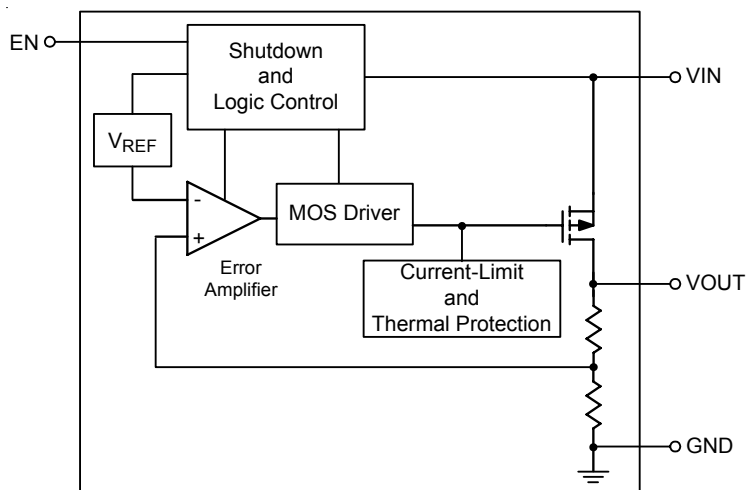 EN
Shutdown
and
Logic Control
VIN
VREF
-
+
MOS Driver
Error
Amplifier
Current-Limit
and
Thermal Protection
VOUT
GND